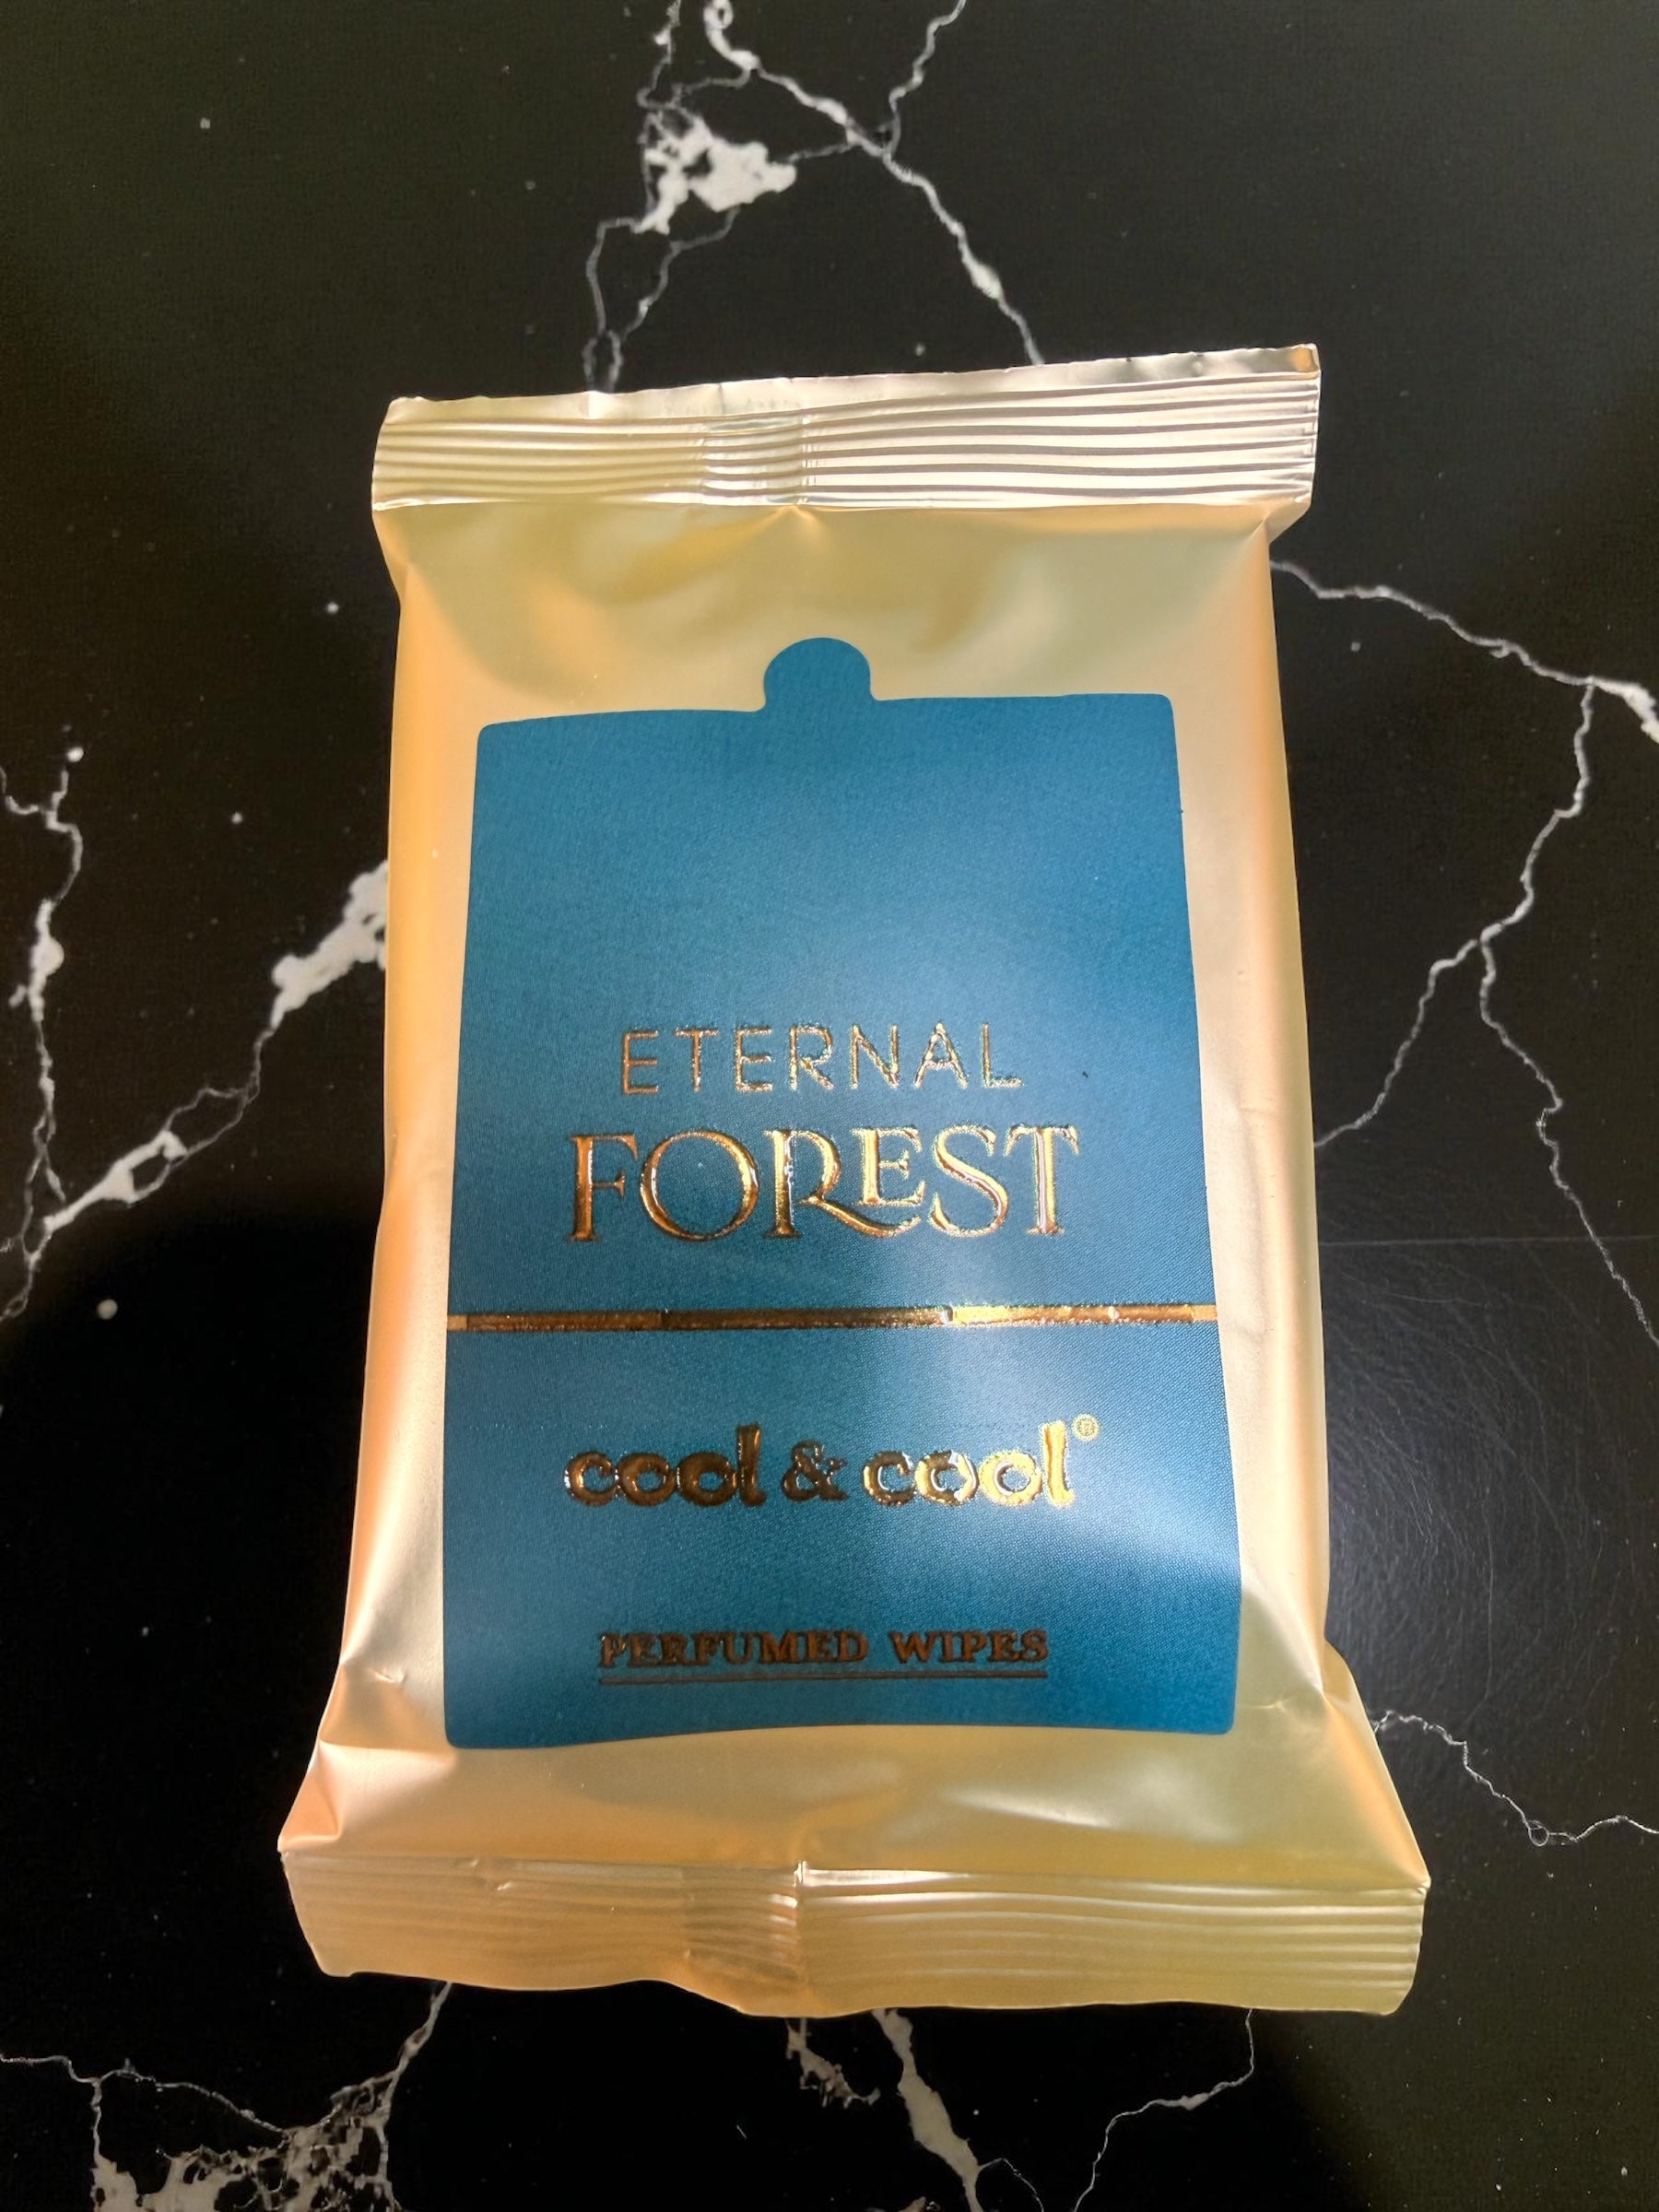 ETERNAL
FOREST
cool & cool®
PERFUMED WIPES